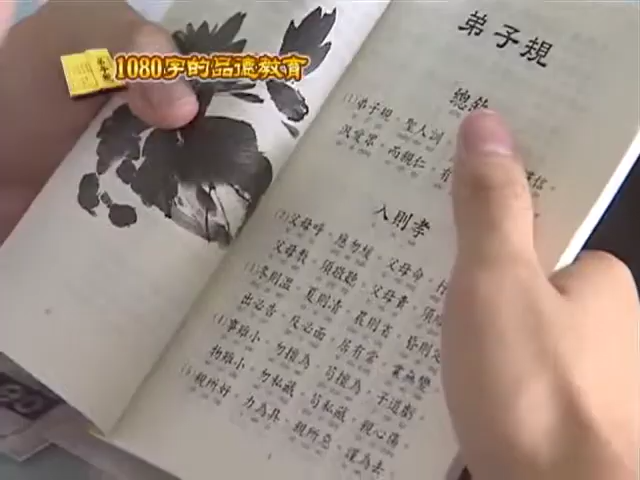 1080字的品德教育
弟子規
總敘
(1)弟子規。聖人訓
汎愛眾。而親仁。有 信。
入則孝
(2)父母呼。應勿緩。父母命。行
父母教。須敬聽。父母責。須
(3)冬則溫。夏則凊。晨則省。昏則定
出必告。反必面。居有常。業無變
(4)事雖小。勿擅為。苟擅為。子道虧
物雖小。勿私藏。苟私藏。親心傷
(5)親所好。力為具。親所惡。謹為去